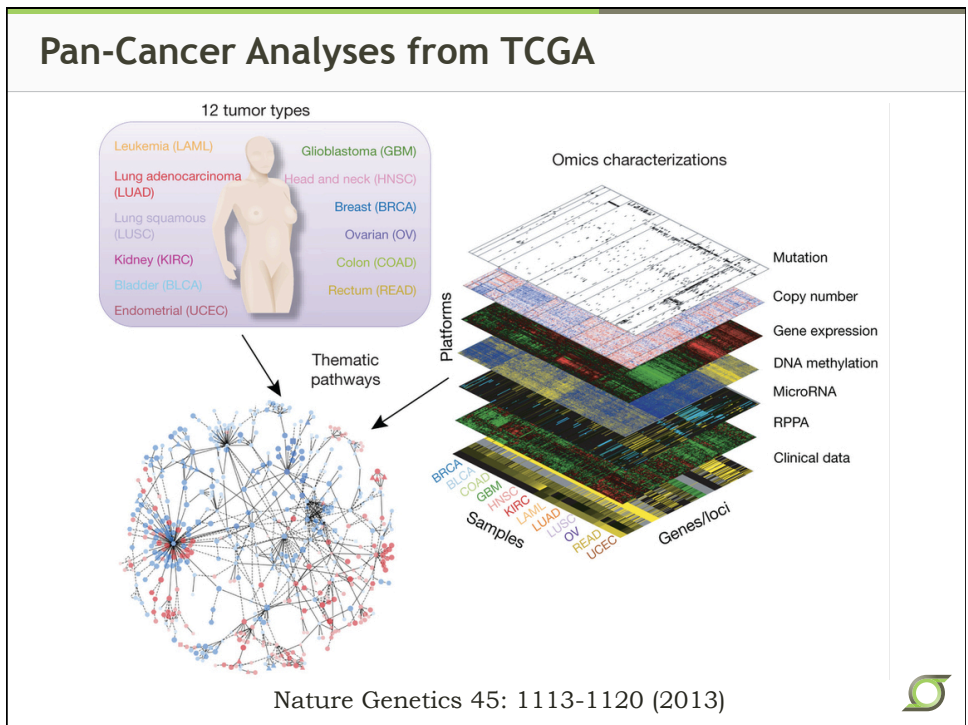 Pan-Cancer Analyses from TCGA
12 tumor types
Leukemia (LAML)
Lung adenocarcinoma
(LUAD)
Lung squamous
(LUSC)
Kidney (KIRC)
Bladder (BLCA)
Endometrial (UCEC)
Glioblastoma (GBM)
Head and neck (HNSC)
Breast (BRCA)
Ovarian (OV)
Colon (COAD)
Rectum (READ)
Omics characterizations
Mutation
Copy number
Gene expression
DNA methylation
MicroRNA
RPPA
Clinical data
Platforms
Thematic
pathways
BRCA
BLCA
COAD
GBM
HNSC
KIRC
LAML
LUAD
LUSC
OV
READ
UCEC
Samples
Genes/loci
Nature Genetics 45: 1113-1120 (2013)